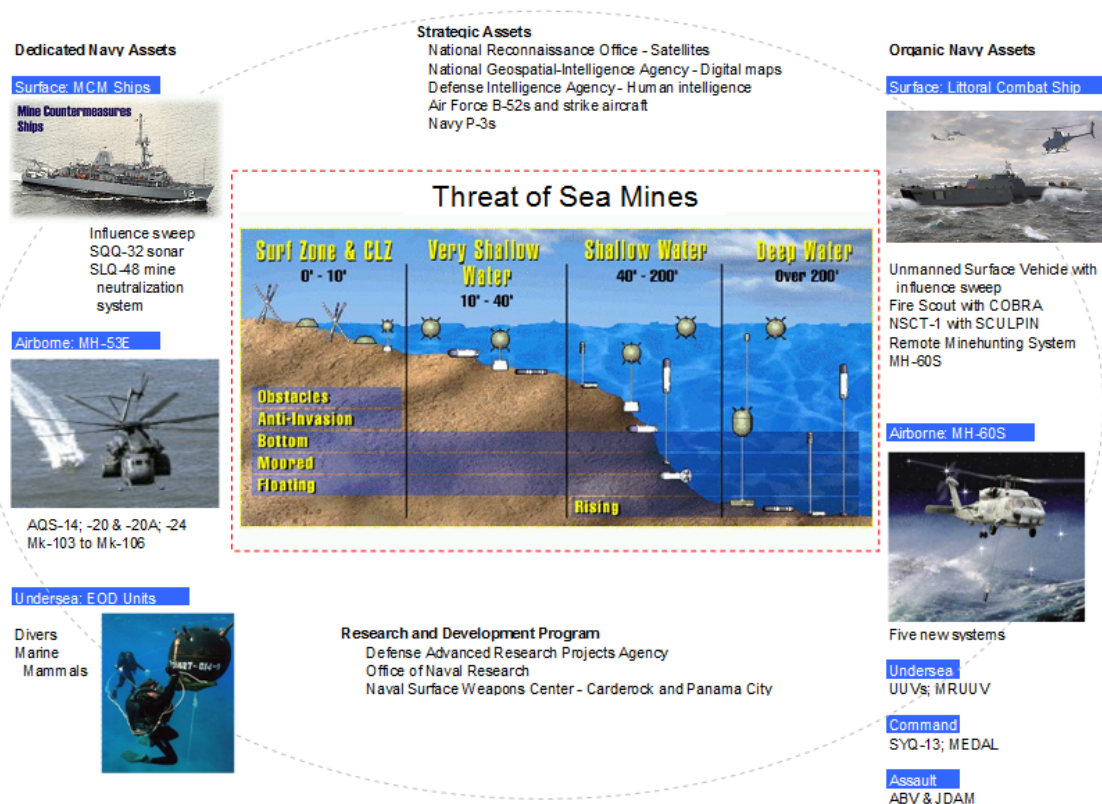 Strategic Assets
National Reconnaissance Office - Satellites
National Geospatial-Intelligence Agency - Digital maps
Defense Intelligence Agency - Human intelligence
Air Force B-52s and strike aircraft
Navy P-3s
Dedicated Navy Assets
Surface: MCM Ships
Mine Countermeasures
Ships
12
Influence sweep
SQQ-32 sonar
SLQ-48 mine
neutralization
system
Airborne: MH-53E
AQS-14; -20 & -20A; -24
Mk-103 to Mk-106
Undersea: EOD Units
Divers
Marine
Mammals
Threat of Sea Mines
Surf Zone & CLZ
0' - 10'
Very Shallow
Water
10' - 40'
Shallow Water
40' - 200'
Deep Water
Over 200'
Obstacles
Anti-Invasion
Bottom
Moored
Floating
Rising
Research and Development Program
Defense Advanced Research Projects Agency
Office of Naval Research
Naval Surface Weapons Center - Carderock and Panama City
Organic Navy Assets
Surface: Littoral Combat Ship
Unmanned Surface Vehicle with
influence sweep
Fire Scout with COBRA
NSCT-1 with SCULPIN
Remote Minehunting System
MH-60S
Airborne: MH-60S
Five new systems
Undersea
UUVs; MRUUV
Command
SYQ-13; MEDAL
Assault
ABV & JDAM